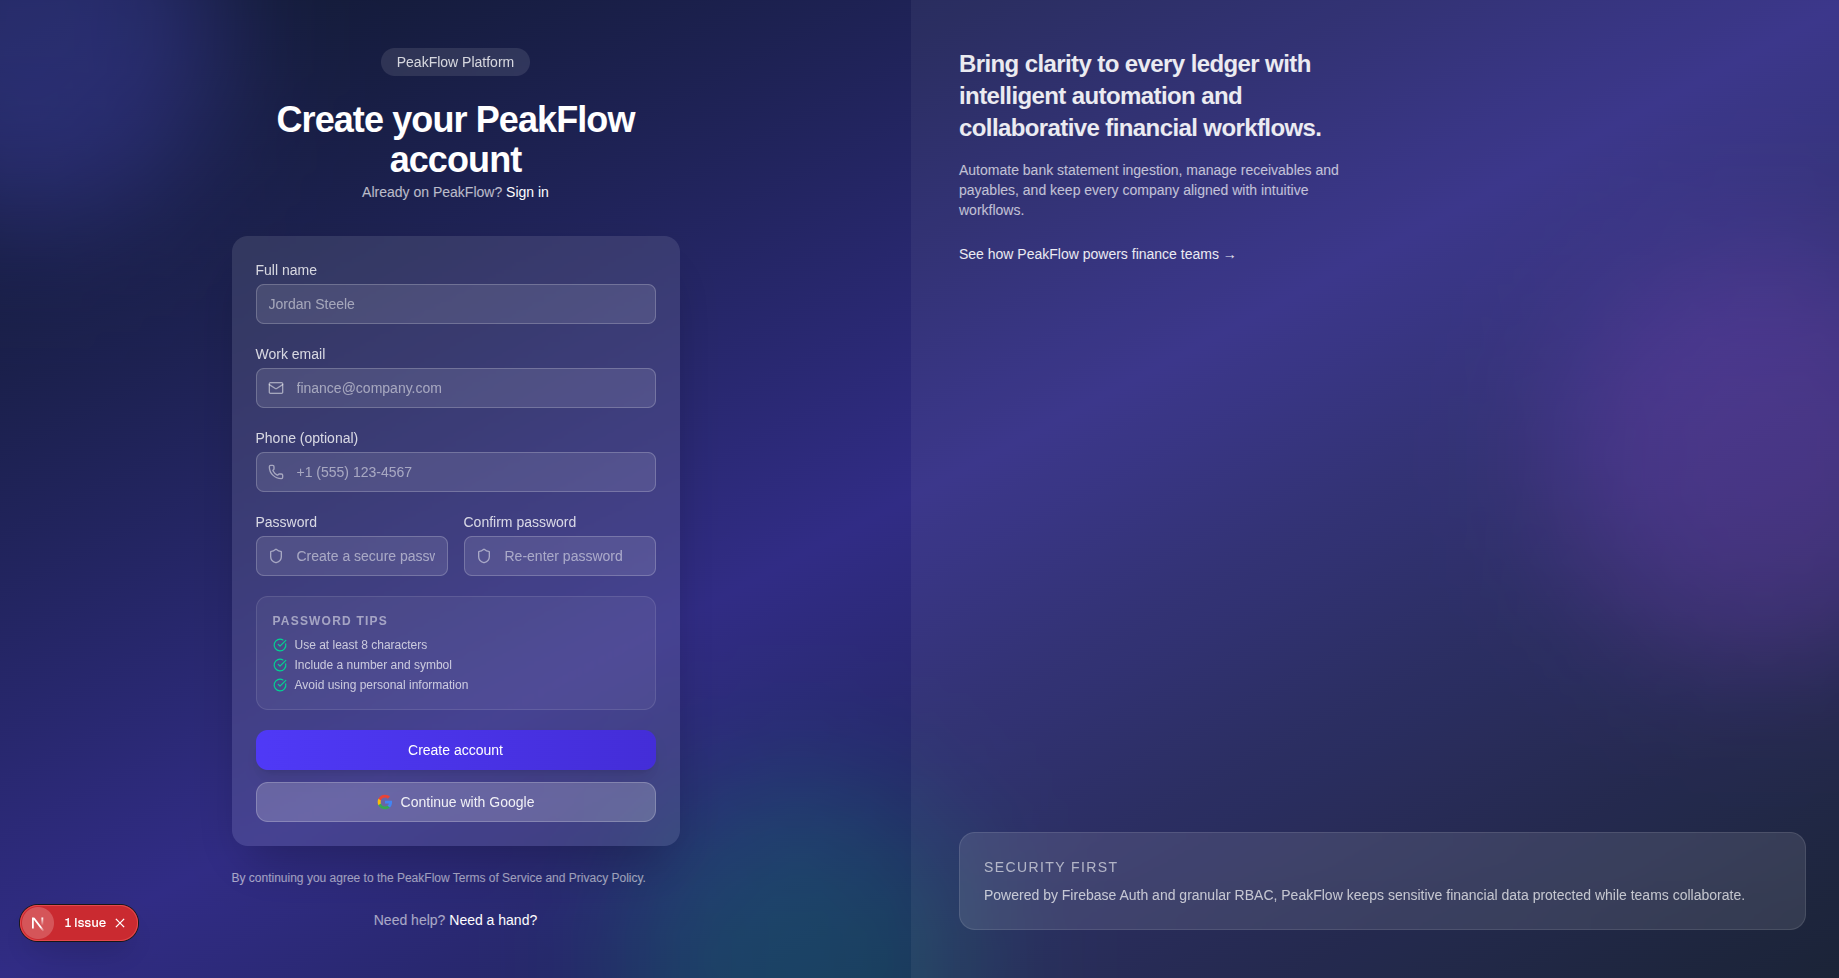 PeakFlow Platform
Create your PeakFlow
account
Already on PeakFlow? Sign in
Full name
Jordan Steele
Work email
finance@company.com
Phone (optional)
+1 (555) 123-4567
Password
Confirm password
Create a secure passw
Re-enter password
PASSWORD TIPS
Use at least 8 characters
Include a number and symbol
Avoid using personal information
Create account
Continue with Google
By continuing you agree to the PeakFlow Terms of Service and Privacy Policy.
Need help? Need a hand?
N 1 Issue
Bring clarity to every ledger with
intelligent automation and
collaborative financial workflows.
Automate bank statement ingestion, manage receivables and
payables, and keep every company aligned with intuitive
workflows.
See how PeakFlow powers finance teams →
SECURITY FIRST
Powered by Firebase Auth and granular RBAC, PeakFlow keeps sensitive financial data protected while teams collaborate.